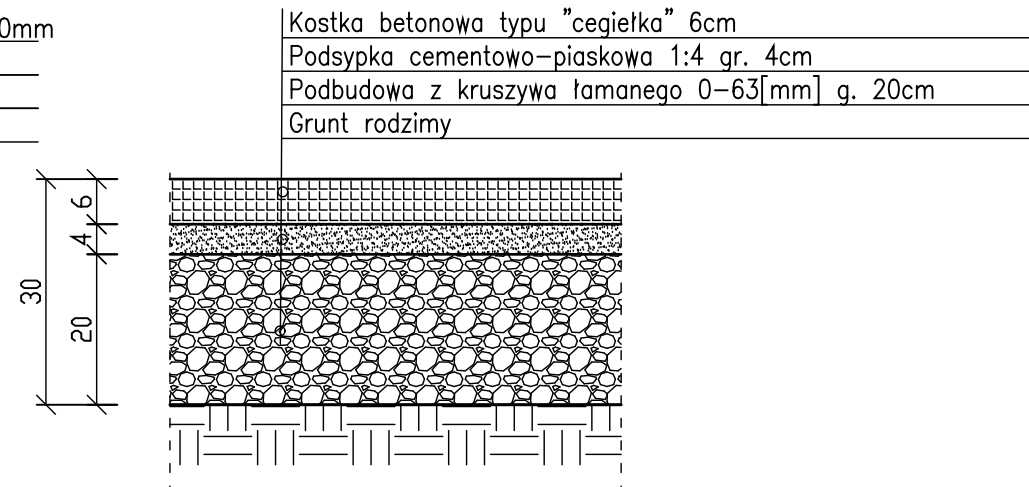 0mm
Kostka betonowa typu "cegiełka" 6cm
Podsypka cementowo-piaskowa 1:4 gr. 4cm
Podbudowa z kruszywa łamanego 0-63[mm] g. 20cm
Grunt rodzimy
6
4
30
20